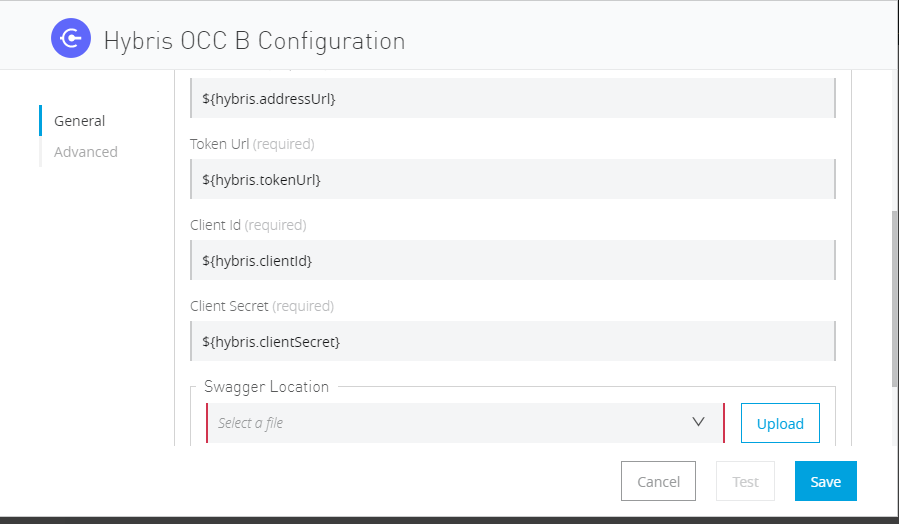 Hybris OCC B Configuration
General
Advanced
${hybris.addressUrl}
Token Url (required)
${hybris.tokenUrl}
Client Id (required)
${hybris.clientId}
Client Secret (required)
${hybris.clientSecret}
Swagger Location
Select a file
Upload
Cancel
Test
Save